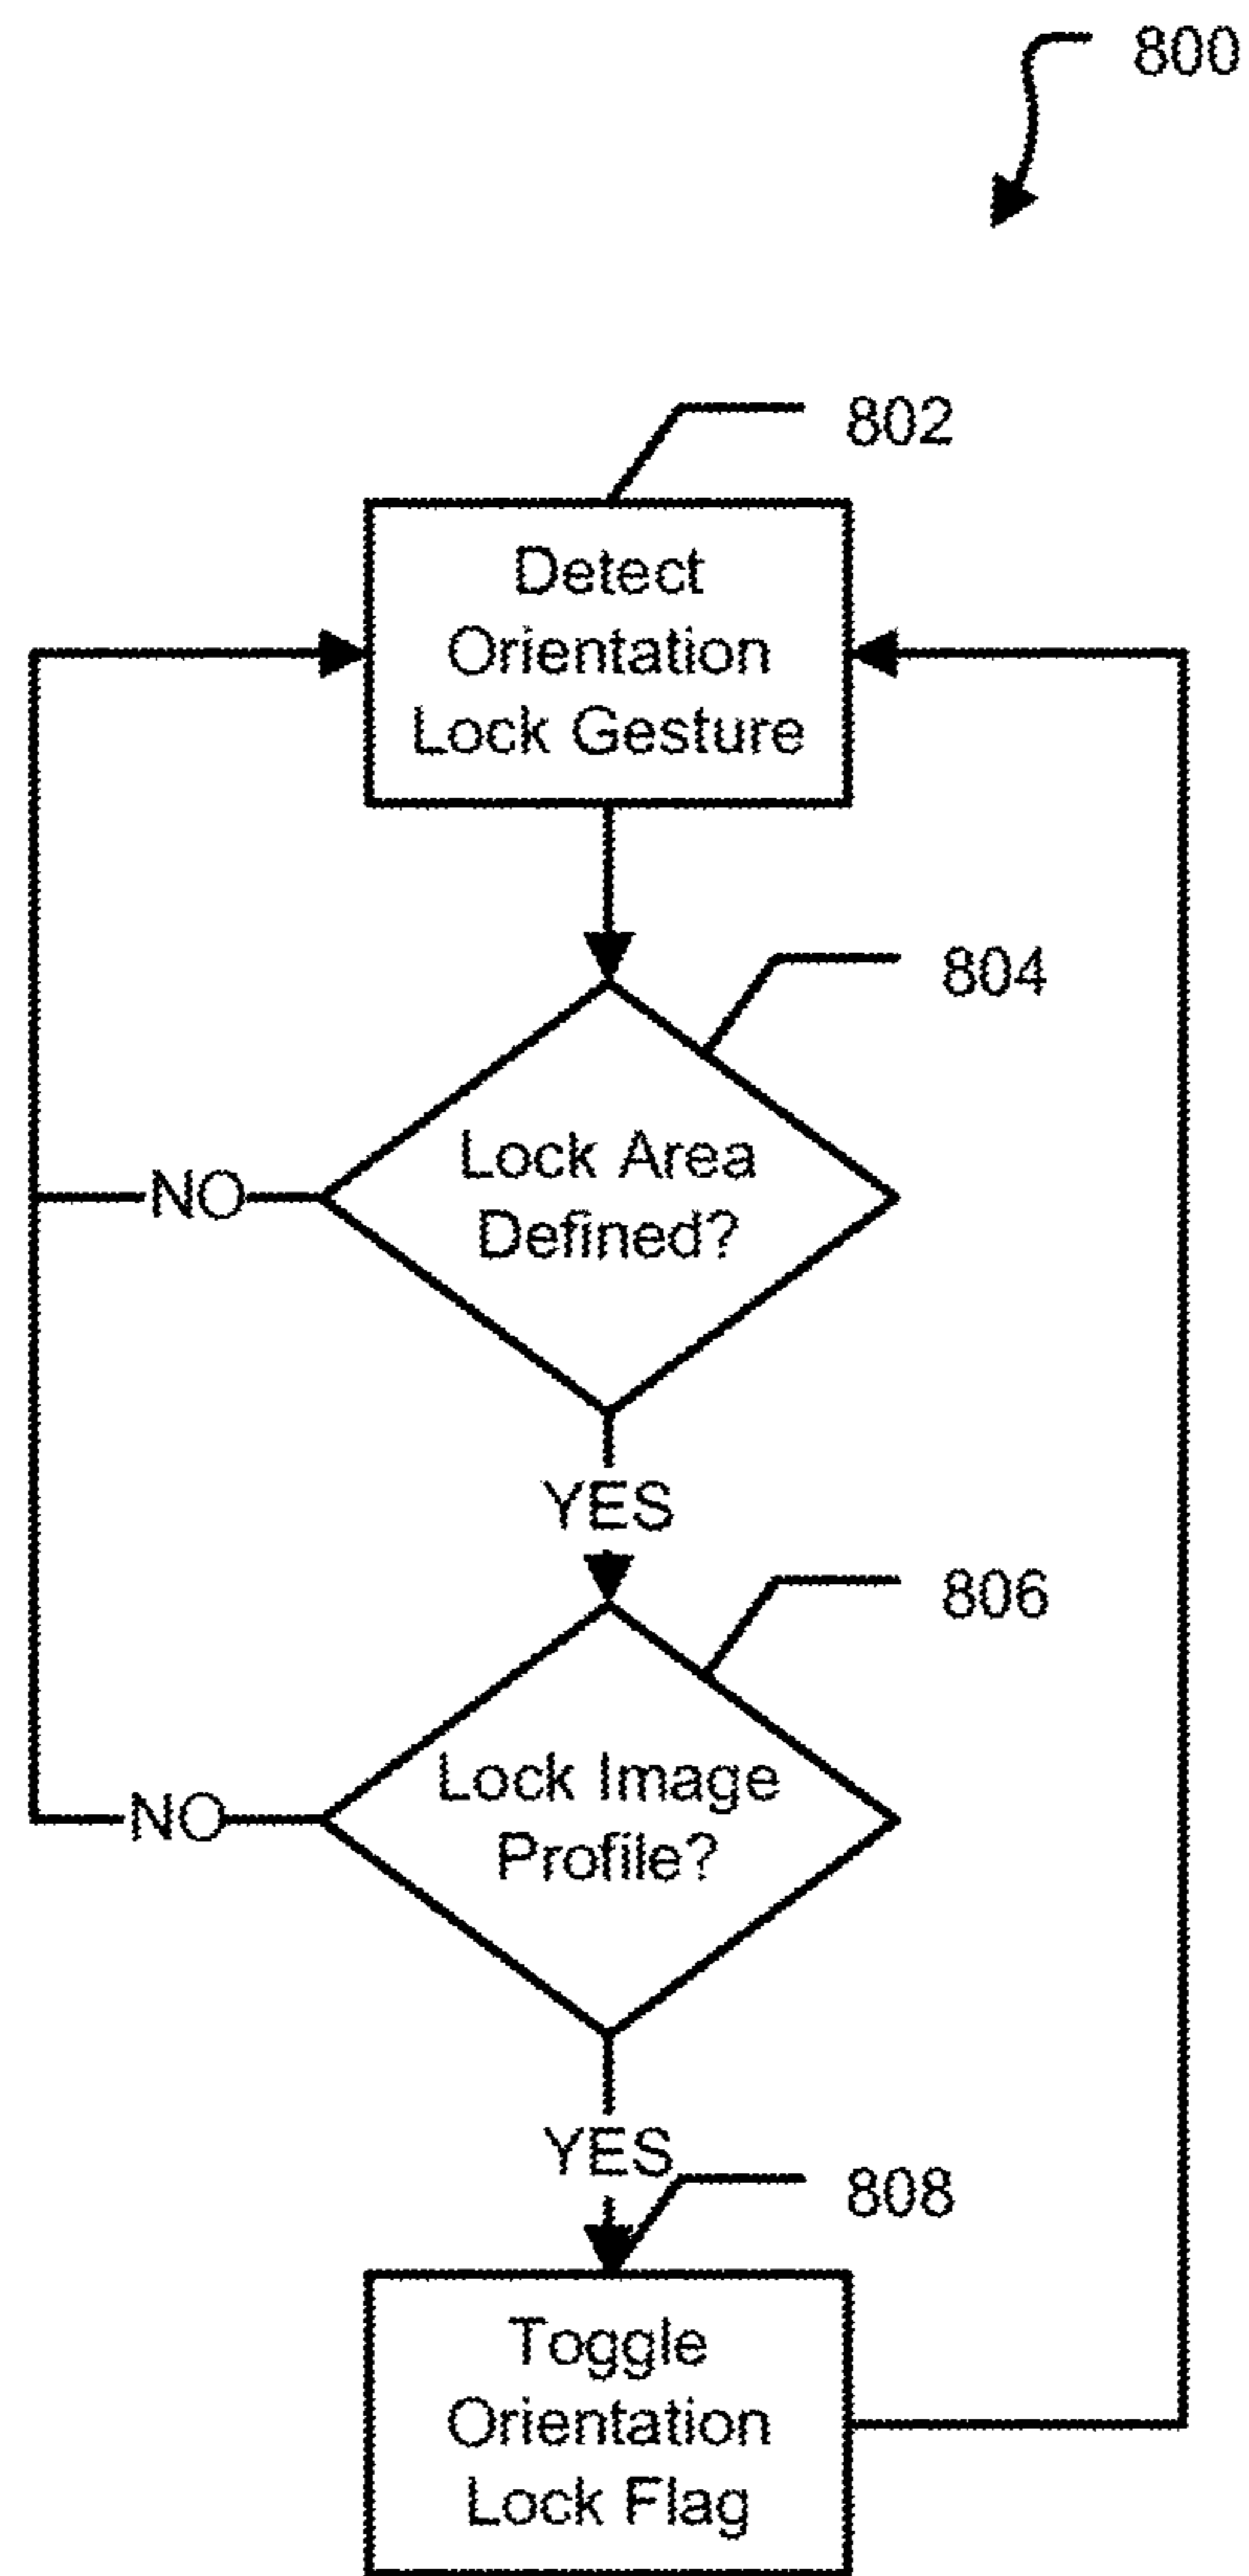 800
802
Detect
Orientation
Lock Gesture
804
Lock Area
Defined?
NO
YES
806
Lock Image
Profile?
NO
YES
808
Toggle
Orientation
Lock Flag